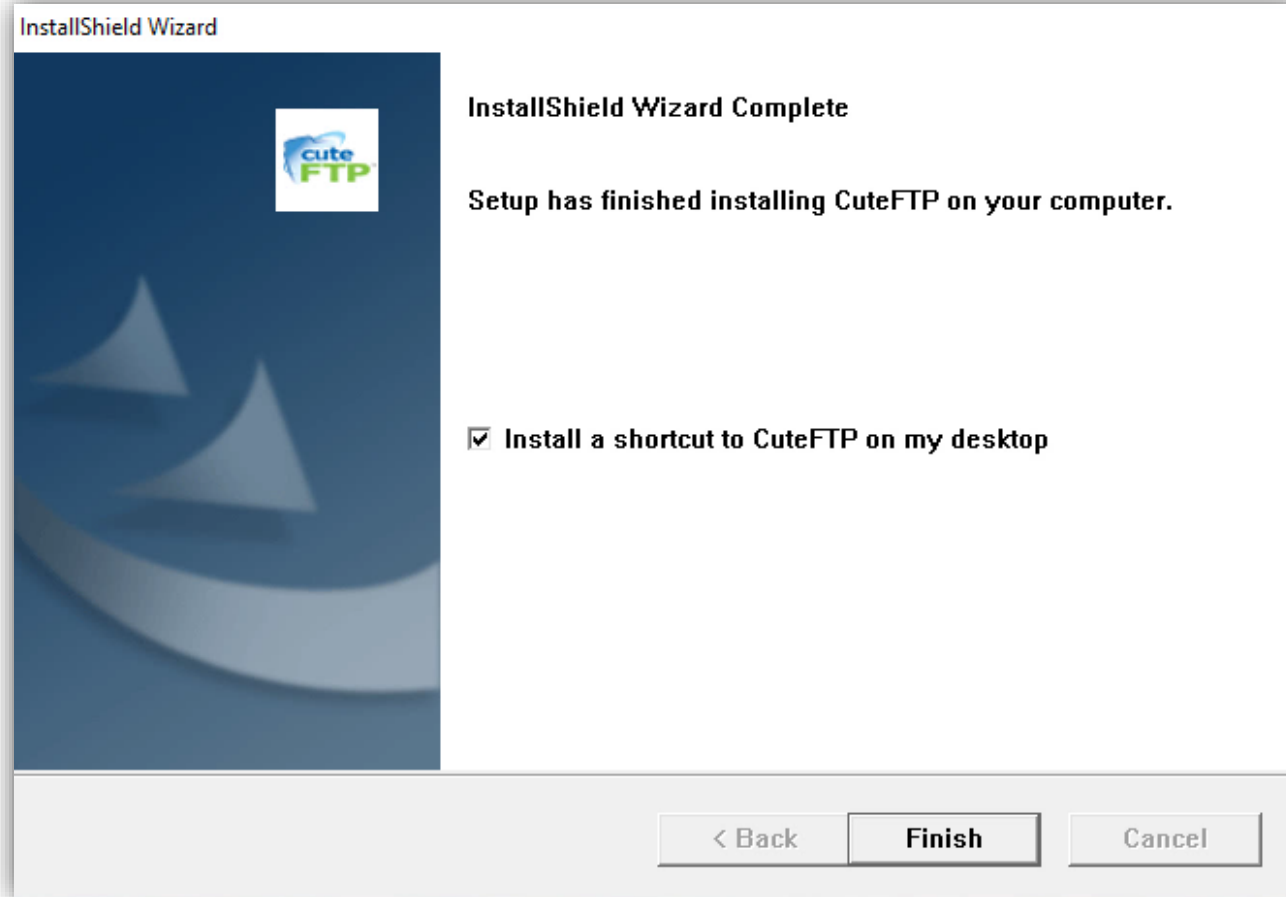 InstallShield Wizard
cute
FTP™
InstallShield Wizard Complete
Setup has finished installing CuteFTP on your computer.
Install a shortcut to CuteFTP on my desktop
< Back
Finish
Cancel